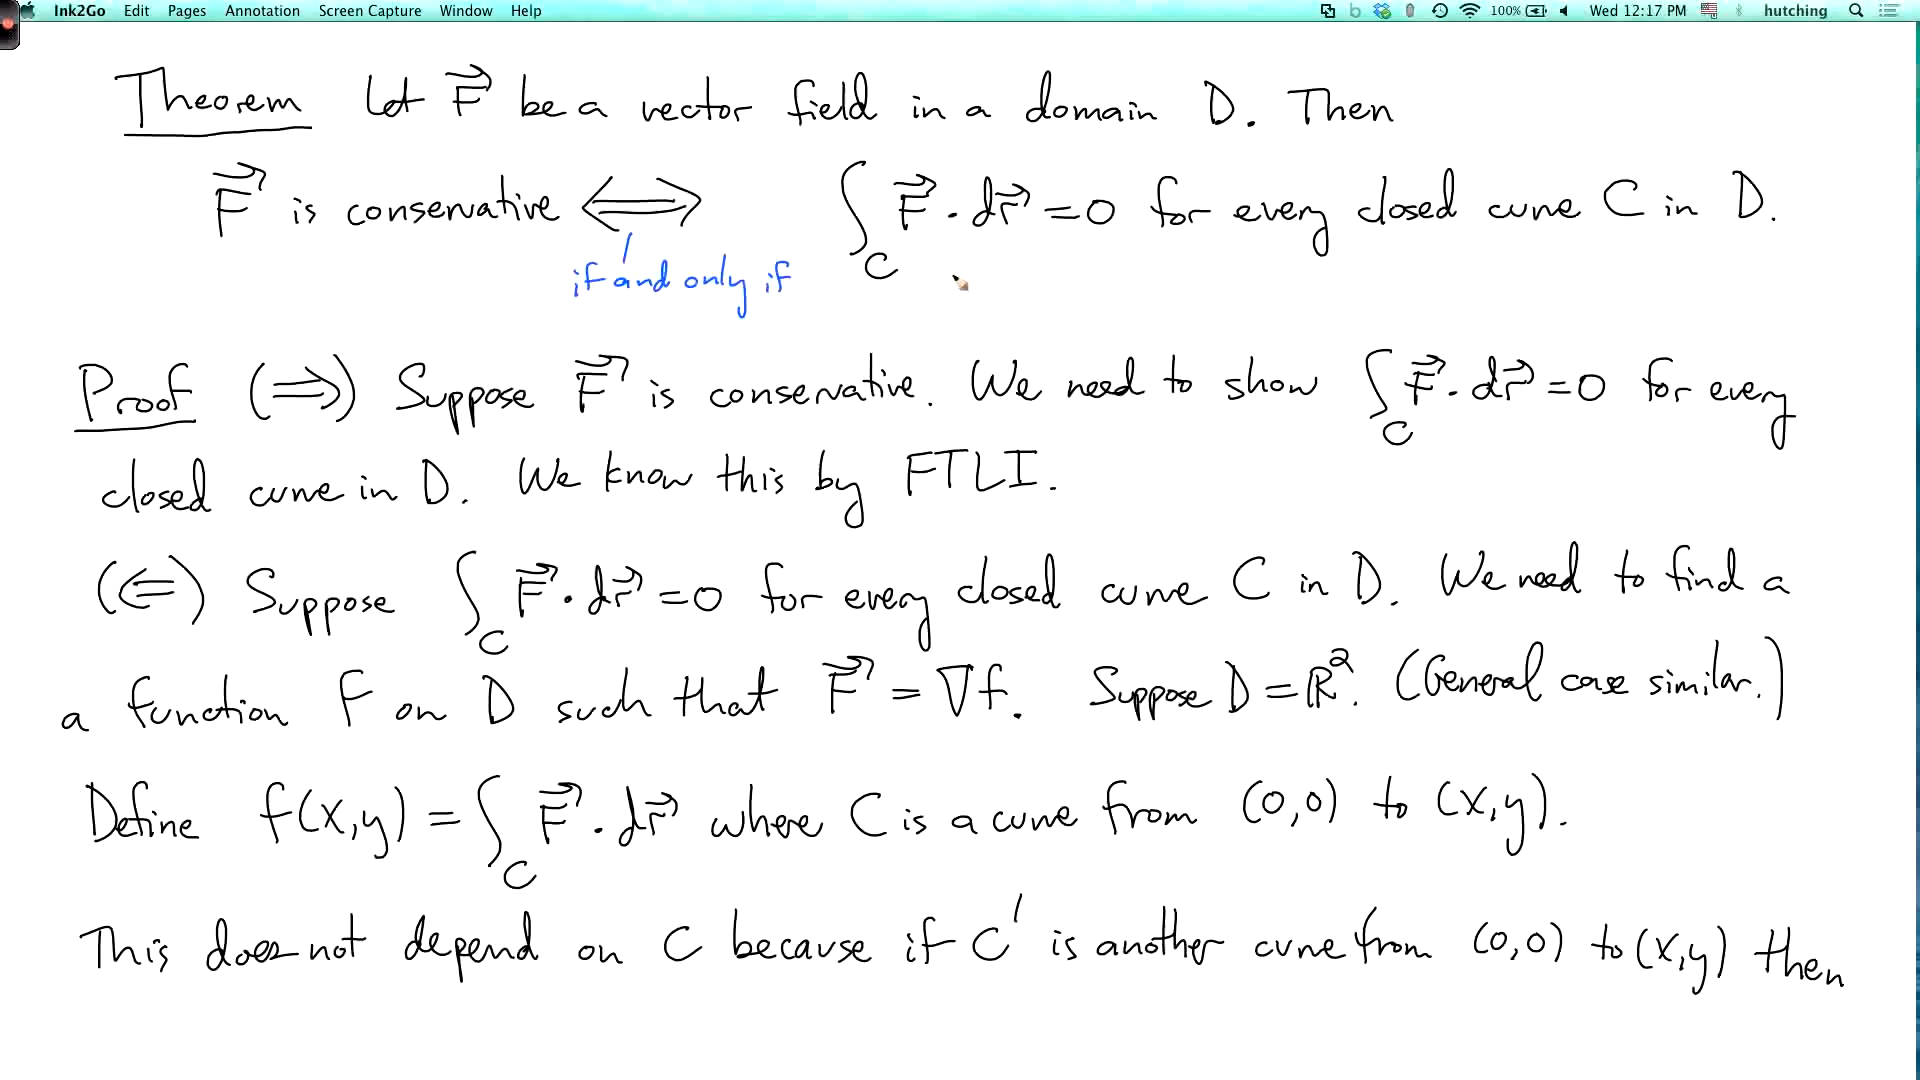 Ink2Go Edit Pages Annotation Screen Capture Window Help 100% Wed 12:17 PM hutching
Theorem Let F⃗ be a vector field in a domain D. Then
F⃗ is conservative ⟺ ∫_C F⃗ · dr⃗ = 0 for every closed curve C in D.
if and only if
Proof (⟹) Suppose F⃗ is conservative. We need to show ∫_C F⃗ · dr⃗ = 0 for every
closed curve in D. We know this by FTLI.
(⟸) Suppose ∫_C F⃗ · dr⃗ = 0 for every closed curve C in D. We need to find a
a function f on D such that F⃗ = ∇f. Suppose D = ℝ². (General case similar.)
Define f(x,y) = ∫_C F⃗ · dr⃗ where C is a curve from (0,0) to (x,y).
This does not depend on C because if C' is another curve from (0,0) to (x,y) then